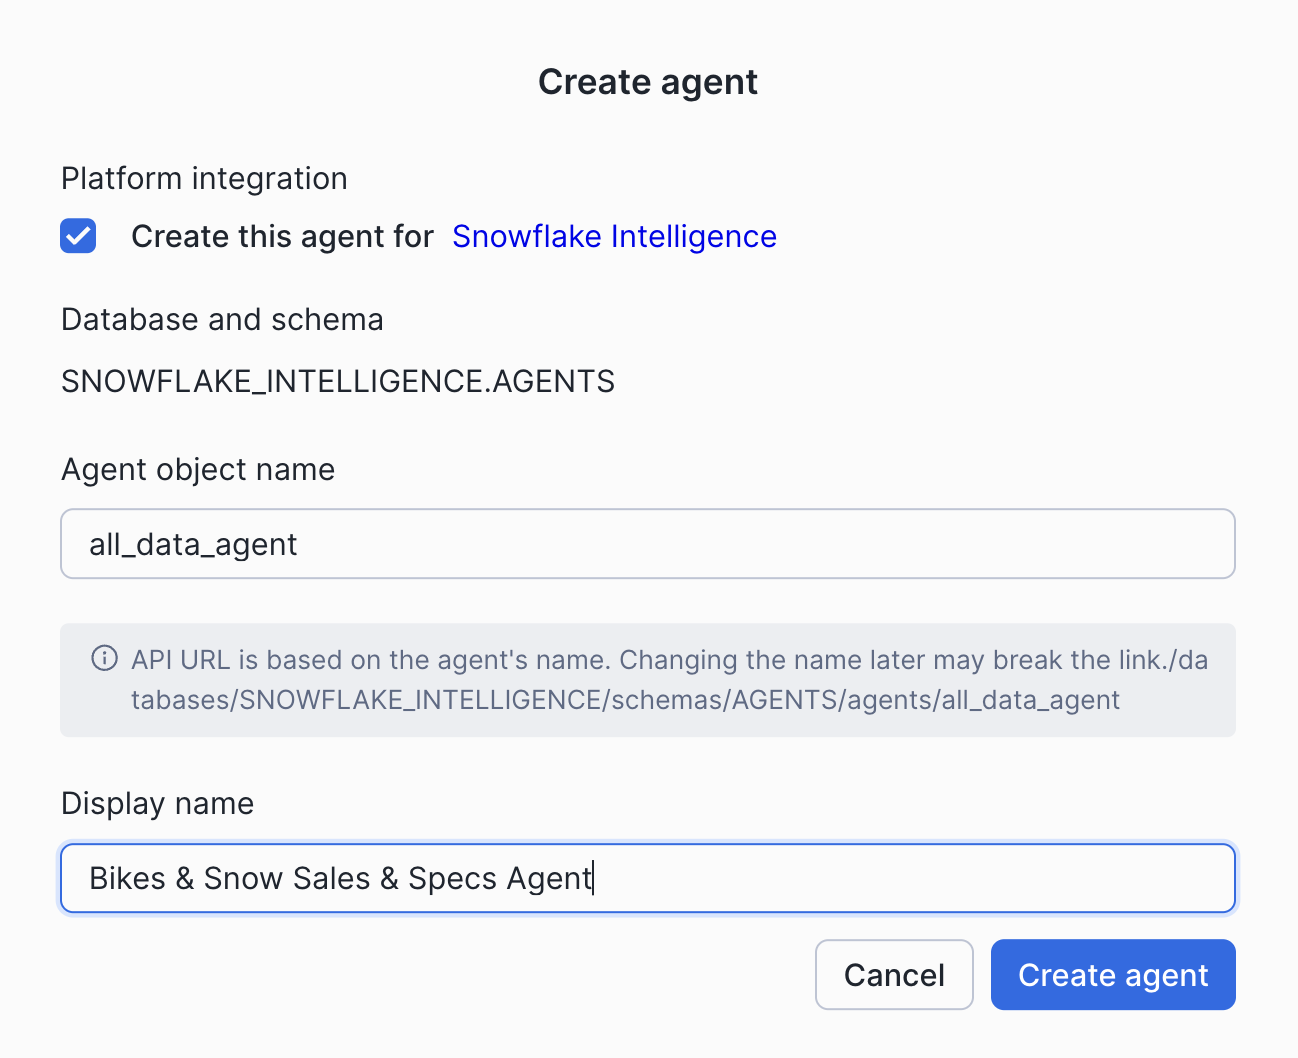 Create agent
Platform integration
Create this agent for Snowflake Intelligence
Database and schema
SNOWFLAKE_INTELLIGENCE.AGENTS
Agent object name
all_data_agent
API URL is based on the agent's name. Changing the name later may break the link./da
tabases/SNOWFLAKE_INTELLIGENCE/schemas/AGENTS/agents/all_data_agent
Display name
Bikes & Snow Sales & Specs Agent
Cancel
Create agent